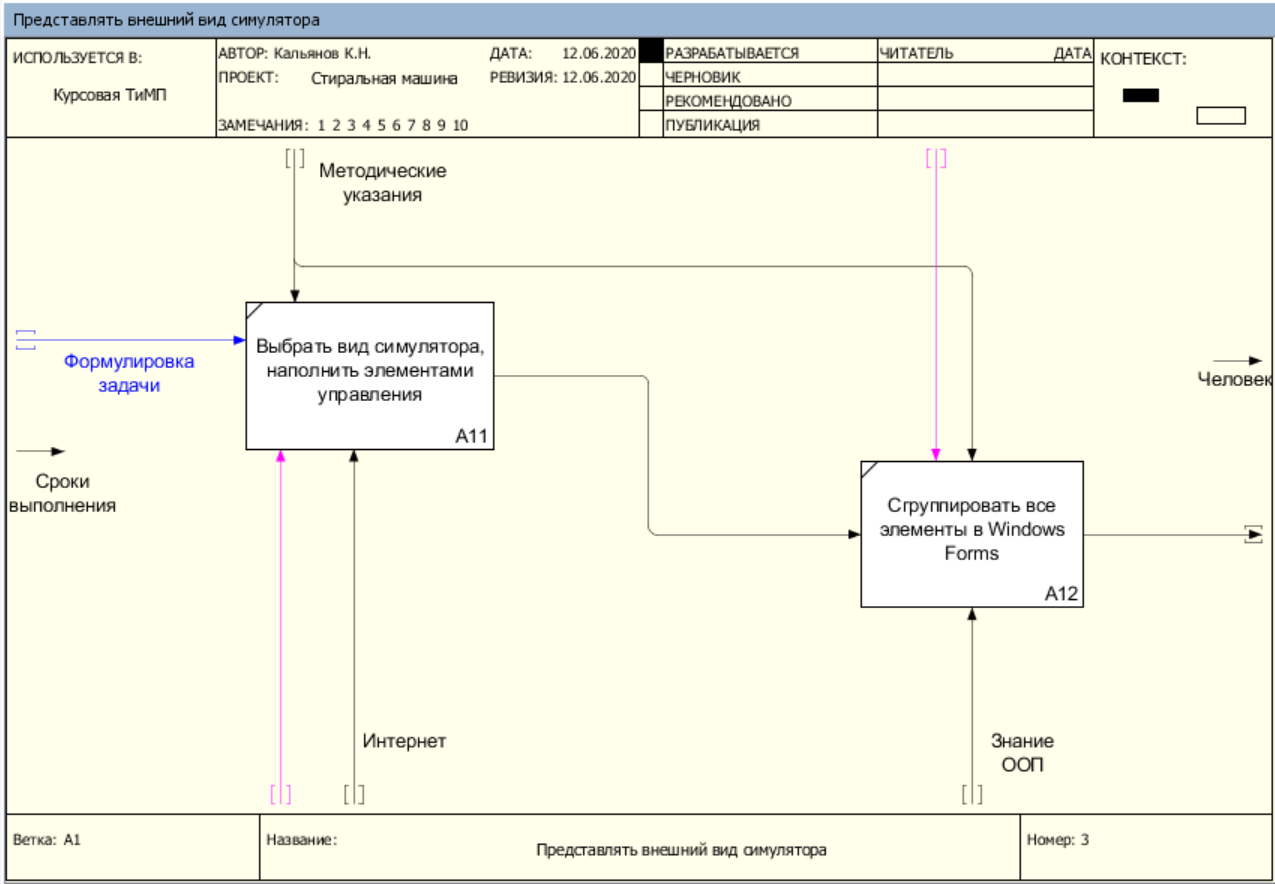 Представлять внешний вид симулятора
ИСПОЛЬЗУЕТСЯ В:
Курсовая ТиМП
АВТОР: Кальянов К.Н.
ДАТА: 12.06.2020
ПРОЕКТ: Стиральная машина
РЕВИЗИЯ: 12.06.2020
ЗАМЕЧАНИЯ: 1 2 3 4 5 6 7 8 9 10
РАЗРАБАТЫВАЕТСЯ
ЧЕРНОВИК
РЕКОМЕНДОВАНО
ПУБЛИКАЦИЯ
ЧИТАТЕЛЬ
ДАТА
КОНТЕКСТ:
Методические
указания
Формулировка
задачи
Выбрать вид симулятора,
наполнить элементами
управления
A11
Человек
Сроки
выполнения
Сгруппировать все
элементы в Windows
Forms
A12
Интернет
Знание
ООП
Ветка: A1
Название:
Представлять внешний вид симулятора
Номер: 3